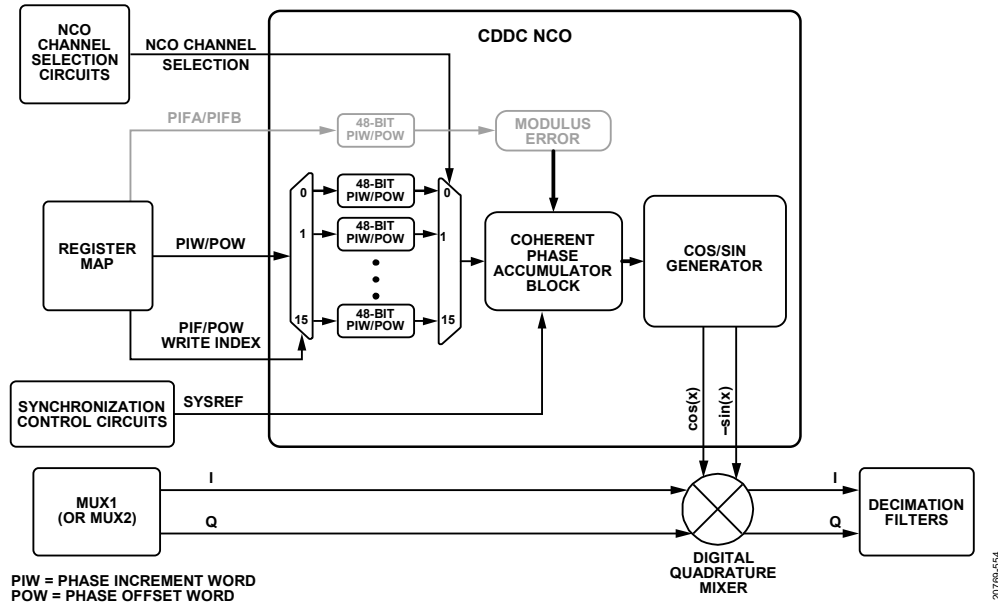 NCO
CHANNEL
SELECTION
CIRCUITS
NCO CHANNEL
SELECTION
CDDC NCO
PIFA/PIFB
48-BIT
PIW/POW
MODULUS
ERROR
REGISTER
MAP
PIW/POW
PIF/POW
WRITE INDEX
0
1
15
48-BIT
PIW/POW
48-BIT
PIW/POW
48-BIT
PIW/POW
0
1
15
COHERENT
PHASE
ACCUMULATOR
BLOCK
COS/SIN
GENERATOR
SYNCHRONIZATION
CONTROL CIRCUITS
SYSREF
cos(x)
–sin(x)
MUX1
(OR MUX2)
I
Q
I
Q
DECIMATION
FILTERS
DIGITAL
QUADRATURE
MIXER
PIW = PHASE INCREMENT WORD
POW = PHASE OFFSET WORD
20769-554